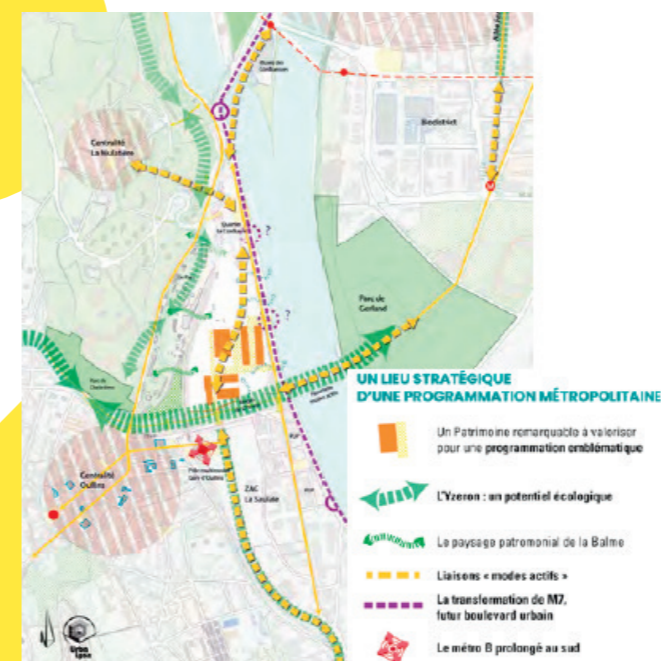 Centralité
La Mulatière
Biodistrict
Quartier
Parc de
Gerland
Centralité
Oullins
ZAC
La Saulaie
M
UN LIEU STRATÉGIQUE
D'UNE PROGRAMMATION MÉTROPOLITAINE
Un Patrimoine remarquable à valoriser
pour une programmation emblématique
L'Yzeron : un potentiel écologique
Le paysage patromonial de la Balme
Liaisons « modes actifs »
La transformation de M7,
futur boulevard urbain
Le métro B prolongé au sud